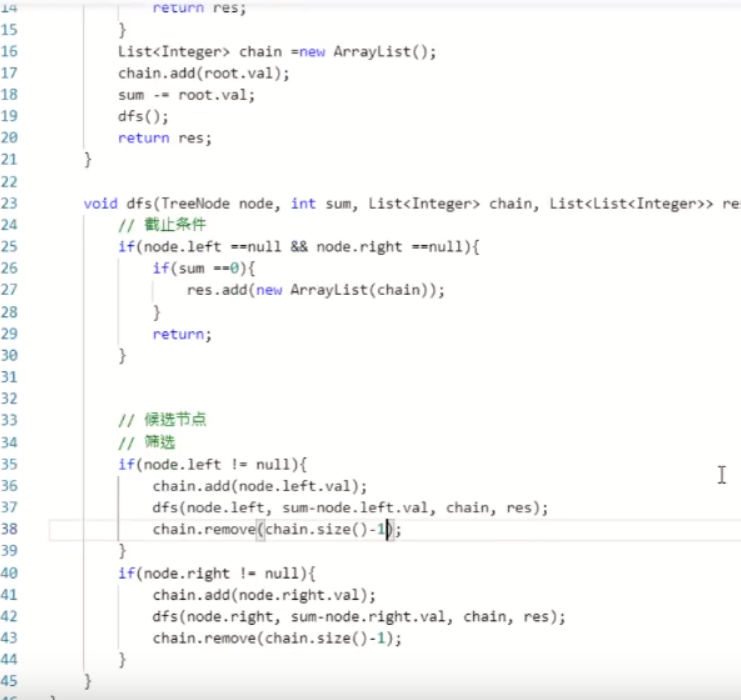 14 return res;
15 }
16 List<Integer> chain =new ArrayList();
17 chain.add(root.val);
18 sum -= root.val;
19 dfs();
20 return res;
21 }
22
23 void dfs(TreeNode node, int sum, List<Integer> chain, List<List<Integer>> res
24 // 截止条件
25 if(node.left ==null && node.right ==null){
26 if(sum ==0){
27 res.add(new ArrayList(chain));
28 }
29 return;
30 }
31
32
33 // 候选节点
34 // 筛选
35 if(node.left != null){
36 chain.add(node.left.val);
37 dfs(node.left, sum-node.left.val, chain, res);
38 chain.remove(chain.size()-1);
39 }
40 if(node.right != null){
41 chain.add(node.right.val);
42 dfs(node.right, sum-node.right.val, chain, res);
43 chain.remove(chain.size()-1);
44 }
45 }